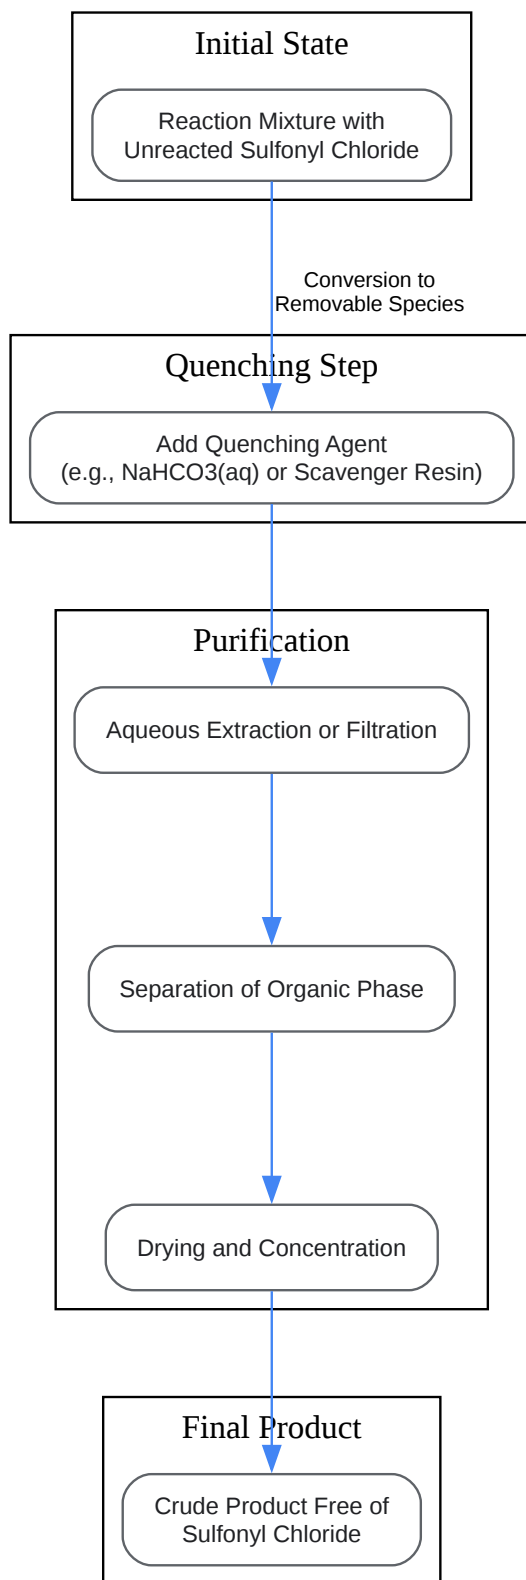 Initial State
Reaction Mixture with
Unreacted Sulfonyl Chloride
Conversion to
Removable Species
Quenching Step
Add Quenching Agent
(e.g., NaHCO3(aq) or Scavenger Resin)
Purification
Aqueous Extraction or Filtration
Separation of Organic Phase
Drying and Concentration
Final Product
Crude Product Free of
Sulfonyl Chloride